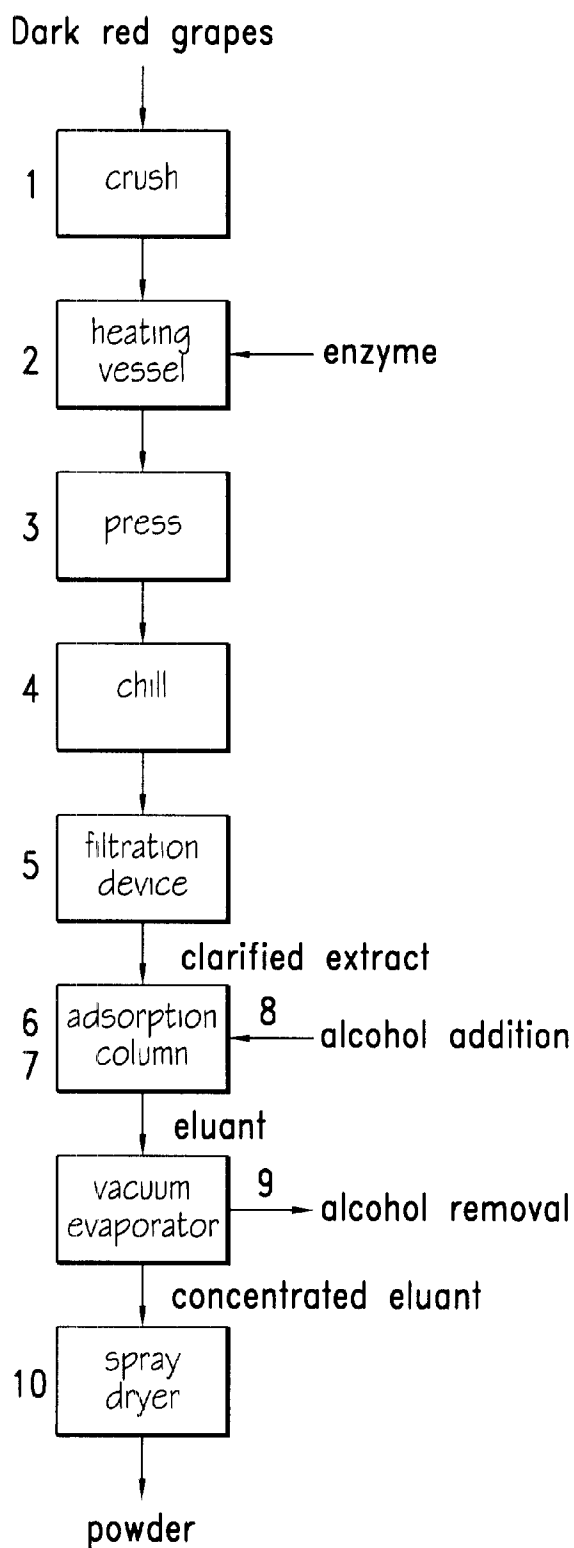 Dark red grapes
1
crush
2
heating
vessel
enzyme
3
press
4
chill
5
filtration
device
clarified extract
6
7
adsorption
column
8
alcohol addition
eluant
vacuum
evaporator
9
alcohol removal
concentrated eluant
10
spray
dryer
powder